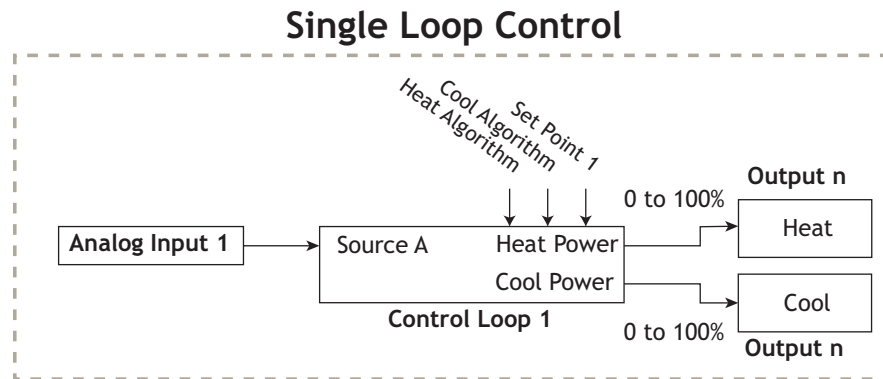 Single Loop Control
Heat Algorithm
Cool Algorithm
Set Point 1
Output n
0 to 100%
Heat
Analog Input 1
Source A
Heat Power
Cool Power
Cool
Control Loop 1
0 to 100%
Output n